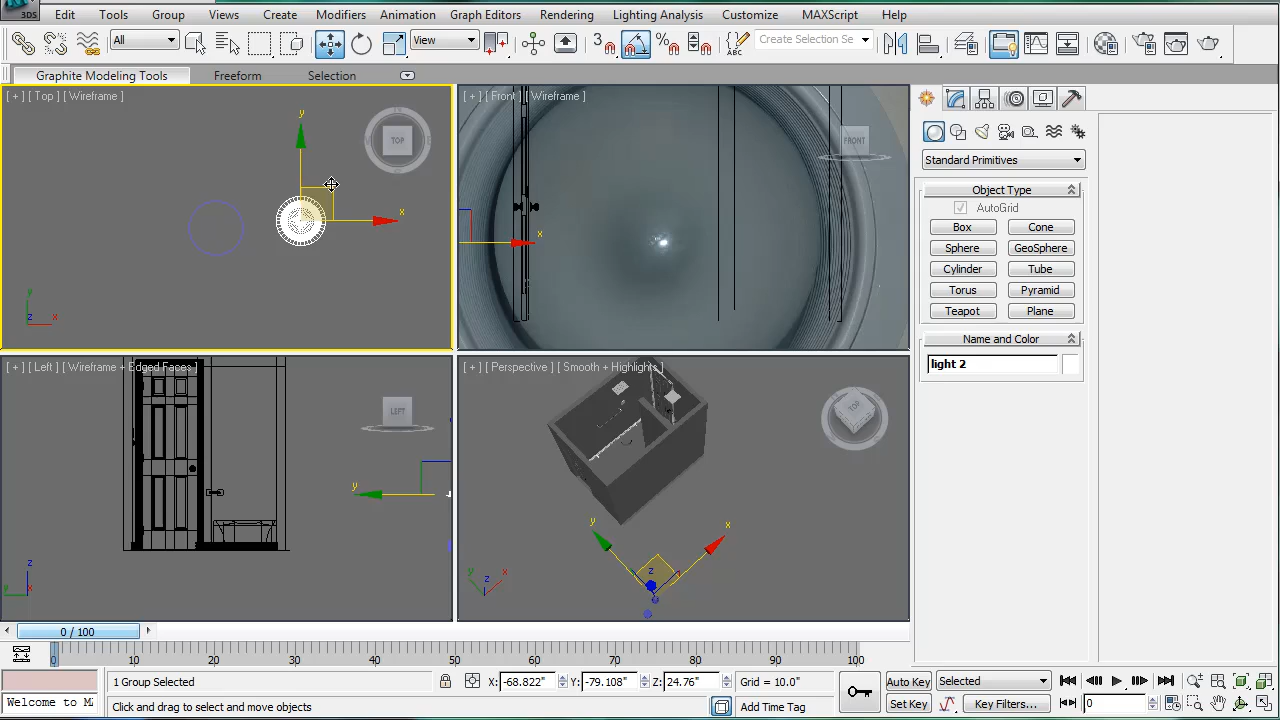 3DS Edit Tools Group Views Create Modifiers Animation Graph Editors Rendering Lighting Analysis Customize MAXScript Help
All View 3 Create Selection Se
Graphite Modeling Tools Freeform Selection
[ + ] [ Top ] [ Wireframe ]
y
x
TOP
y
z x
[ + ] [ Front ] [ Wireframe ]
FRONT
x
[ + ] [ Left ] [ Wireframe + Edged Faces ]
LEFT
y
z
y x
[ + ] [ Perspective ] [ Smooth + Highlights ]
TOP
y x
z
y z x
Standard Primitives
Object Type
AutoGrid
Box Cone
Sphere GeoSphere
Cylinder Tube
Torus Pyramid
Teapot Plane
Name and Color
light 2
0 / 100
0 10 20 30 40 50 60 70 80 90 100
1 Group Selected X: -68.822" Y: -79.108" Z: 24.76" Grid = 10.0" Auto Key Selected
Welcome to M Click and drag to select and move objects Add Time Tag Set Key Key Filters... 0